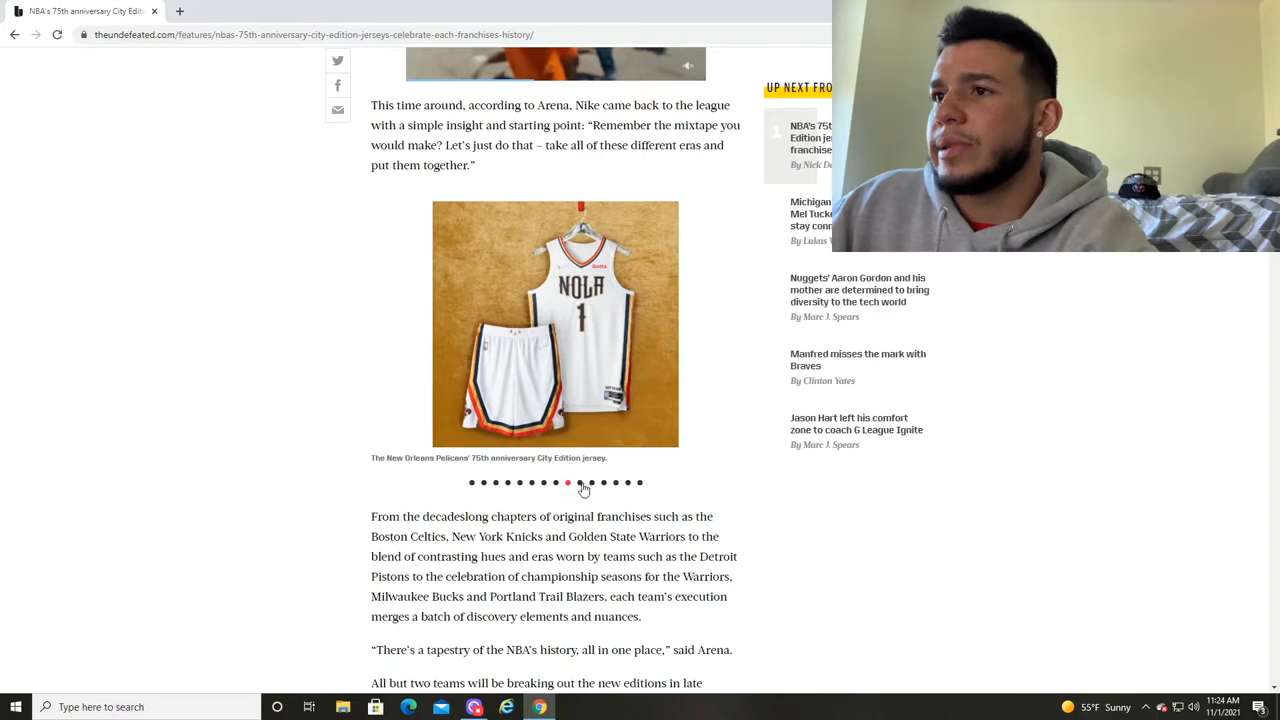 NBA's 75th anniversary City Edit
theundefeated.com/features/nbas-75th-anniversary-city-edition-jerseys-celebrate-each-franchises-history/
UP NEXT FRO
This time around, according to Arena, Nike came back to the league
with a simple insight and starting point: “Remember the mixtape you
would make? Let’s just do that – take all of these different eras and
put them together.”
NOLA
1
The New Orleans Pelicans' 75th anniversary City Edition jersey.
From the decadeslong chapters of original franchises such as the
Boston Celtics, New York Knicks and Golden State Warriors to the
blend of contrasting hues and eras worn by teams such as the Detroit
Pistons to the celebration of championship seasons for the Warriors,
Milwaukee Bucks and Portland Trail Blazers, each team’s execution
merges a batch of discovery elements and nuances.
“There’s a tapestry of the NBA’s history, all in one place,” said Arena.
All but two teams will be breaking out the new editions in late
1
NBA's 75t
Edition je
franchise
By Nick De
Michigan
Mel Tuck
stay con
By Lukas
Nuggets' Aaron Gordon and his
mother are determined to bring
diversity to the tech world
By Marc J. Spears
Manfred misses the mark with
Braves
By Clinton Yates
Jason Hart left his comfort
zone to coach G League Ignite
By Marc J. Spears
Type here to search
55°F Sunny
11:24 AM
11/1/2021